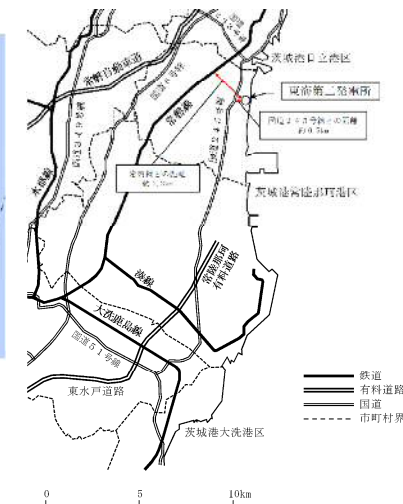 茨城港日立港区
東海第二発電所
常磐自動車道
国道6号線
常磐線
水郡線
茨城港常陸那珂港区
湊線
常陸那珂
有料道路
大洗鹿島線
国道51号線
東水戸道路
茨城港大洗港区
鉄道
有料道路
国道
市町村界
0 5 10km